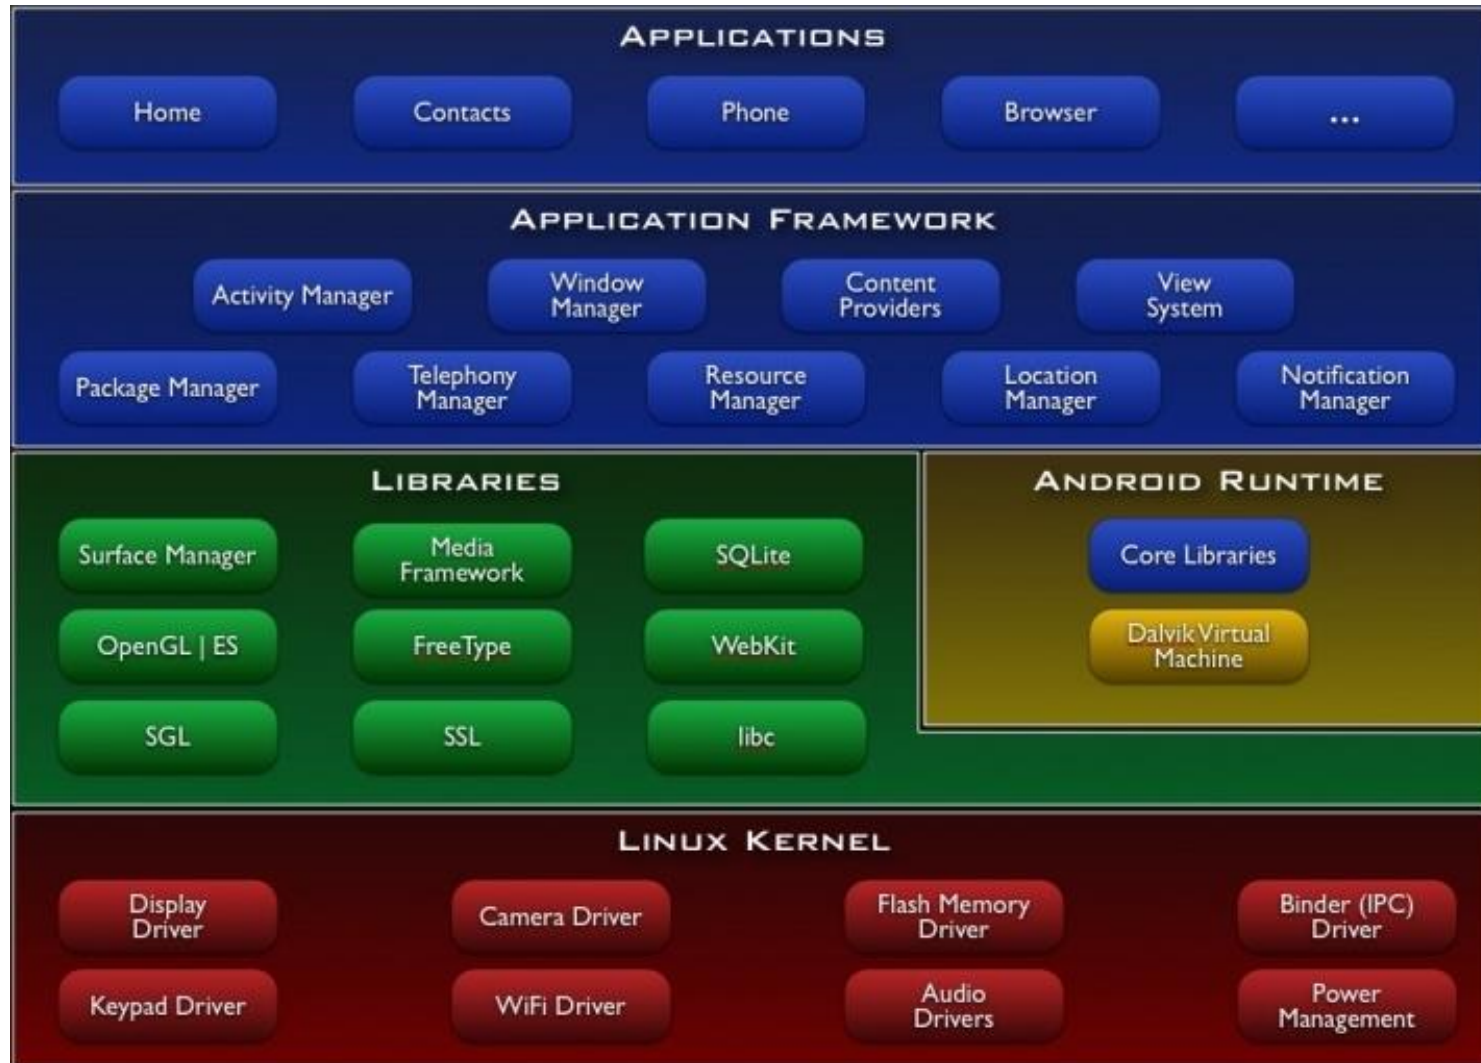 APPLICATIONS
Home
Contacts
Phone
Browser
...
APPLICATION FRAMEWORK
Activity Manager
Window
Manager
Content
Providers
View
System
Package Manager
Telephony
Manager
Resource
Manager
Location
Manager
Notification
Manager
LIBRARIES
Surface Manager
Media
Framework
SQLite
OpenGL | ES
FreeType
WebKit
SGL
SSL
libc
ANDROID RUNTIME
Core Libraries
Dalvik Virtual
Machine
LINUX KERNEL
Display
Driver
Camera Driver
Flash Memory
Driver
Binder (IPC)
Driver
Keypad Driver
WiFi Driver
Audio
Drivers
Power
Management